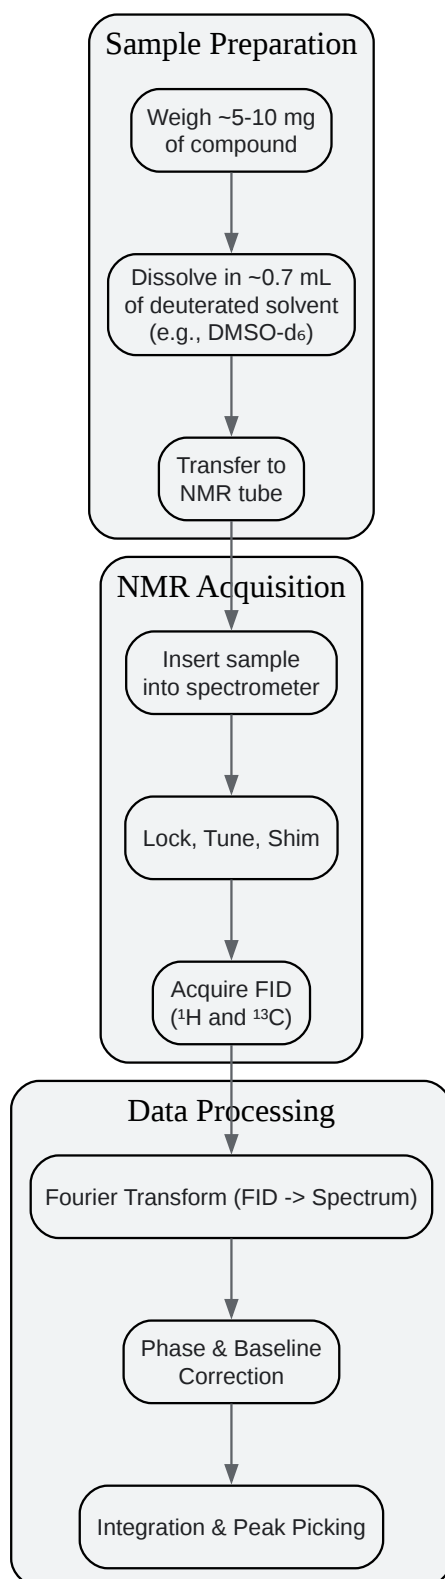 Sample Preparation
Weigh ~5-10 mg
of compound
Dissolve in ~0.7 mL
of deuterated solvent
(e.g., DMSO-d₆)
Transfer to
NMR tube
NMR Acquisition
Insert sample
into spectrometer
Lock, Tune, Shim
Acquire FID
(¹H and ¹³C)
Data Processing
Fourier Transform (FID -> Spectrum)
Phase & Baseline
Correction
Integration & Peak Picking